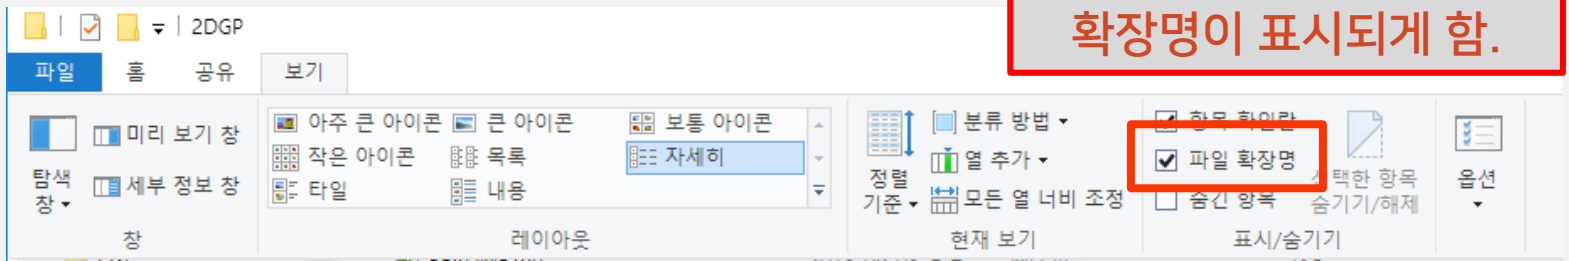 2DGP
확장명이 표시되게 함.
파일 홈 공유 보기
탐색
창
미리 보기 창
세부 정보 창
아주 큰 아이콘 큰 아이콘 보통 아이콘
작은 아이콘 목록 자세히
타일 내용
정렬
기준
분류 방법
열 추가
모든 열 너비 조정
항목 확인란
파일 확장명
숨긴 항목
선택한 항목
숨기기/해제
옵션
창 레이아웃 현재 보기 표시/숨기기